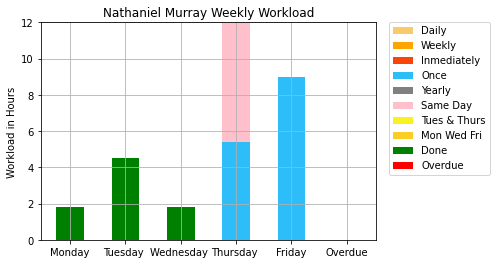 Nathaniel Murray Weekly Workload
Workload in Hours
12
10
8
6
4
2
0
Monday Tuesday Wednesday Thursday Friday Overdue
Daily
Weekly
Inmediately
Once
Yearly
Same Day
Tues & Thurs
Mon Wed Fri
Done
Overdue